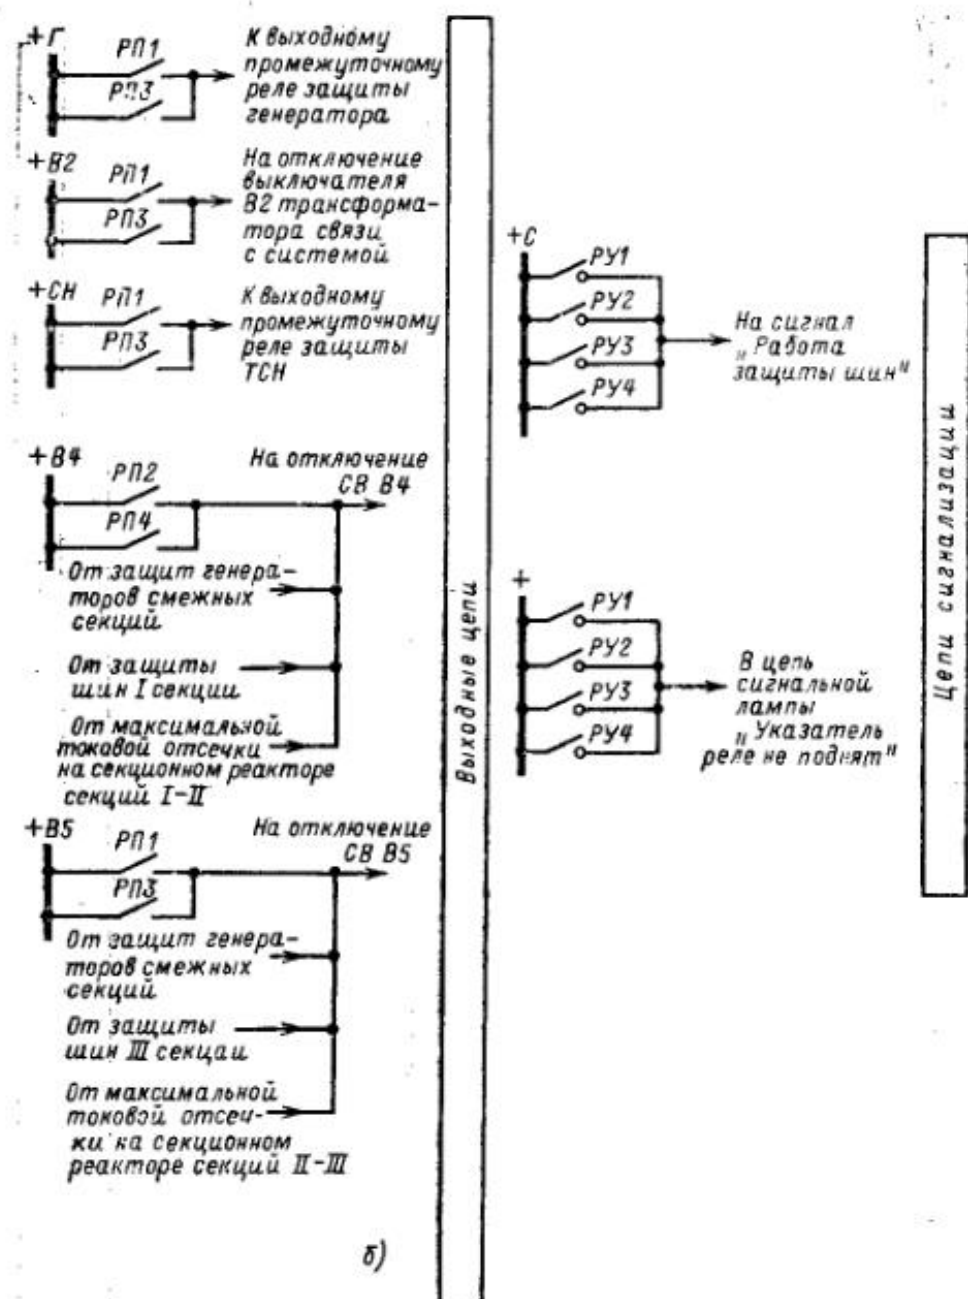 +Г
РП1
РП3
К выходному
промежуточному
реле защиты
генератора
+В2
РП1
РП3
На отключение
выключателя
В2 трансформа-
тора связи
с системой
+СН
РП1
РП3
К выходному
промежуточному
реле защиты
ТСН
+В4
РП2
РП4
На отключение
СВ В4
От защит генера-
торов смежных
секций
От защиты
шин I секции
От максимальной
токовой отсечки
на секционном реакторе
секций I-II
+В5
РП1
РП3
На отключение
СВ В5
От защит генера-
торов смежных
секций
От защиты
шин III секцаи
От максимальной
токовой отсеч-
ки на секционном
реакторе секций II-III
б)
Выходные цепи
+С
РУ1
РУ2
РУ3
РУ4
На сигнал
„Работа
защиты шин"
+
РУ1
РУ2
РУ3
РУ4
В цепь
сигнальной
лампы
„Указатель
реле не поднят"
Цепи сигнализации